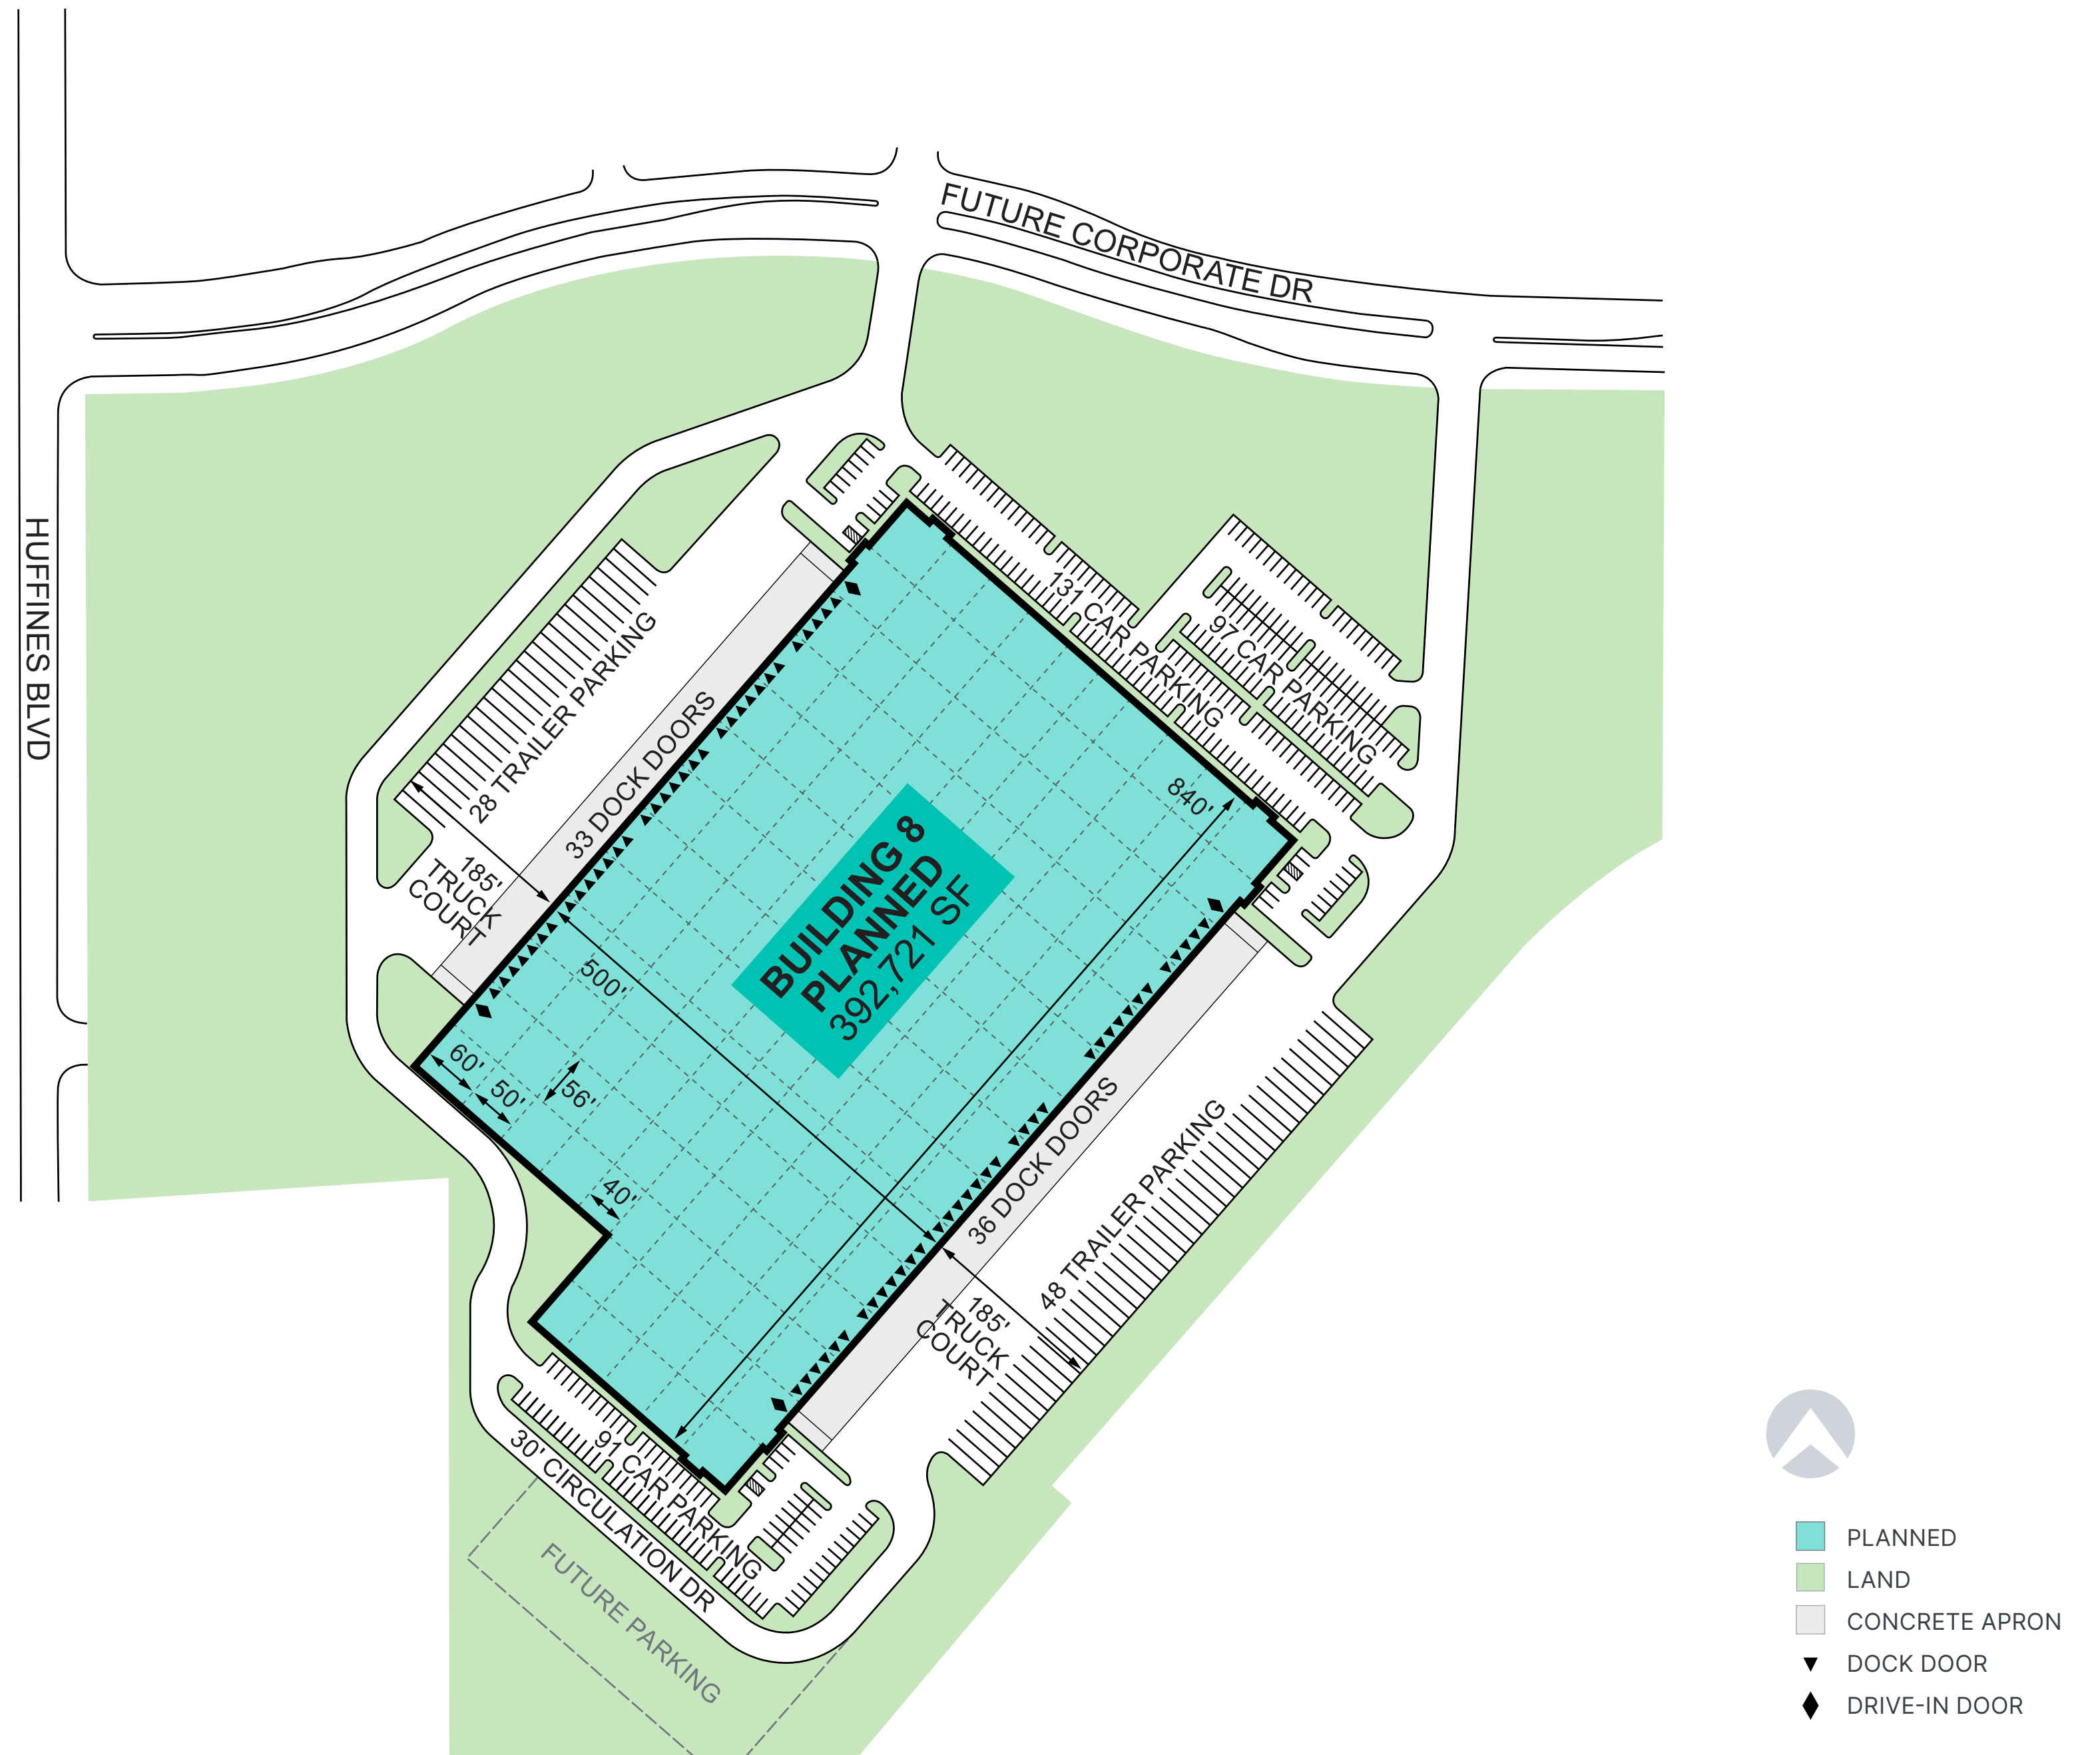 FUTURE CORPORATE DR
HUFFINES BLVD
131 CAR PARKING
97 CAR PARKING
28 TRAILER PARKING
33 DOCK DOORS
185'
TRUCK
COURT
840'
BUILDING 8
PLANNED
392,721 SF
500'
60'
50'
56'
40'
36 DOCK DOORS
48 TRAILER PARKING
185'
TRUCK
COURT
91 CAR PARKING
30' CIRCULATION DR
FUTURE PARKING
PLANNED
LAND
CONCRETE APRON
DOCK DOOR
DRIVE-IN DOOR